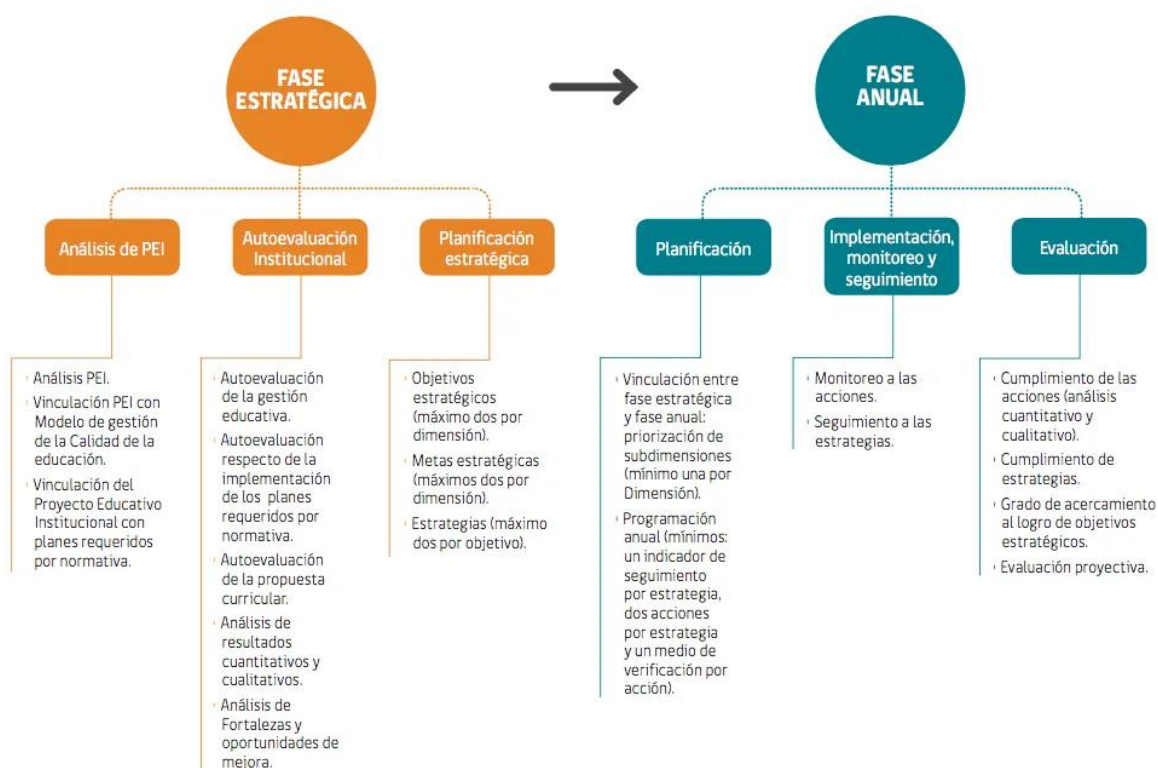 FASE
ESTRATÉGICA
FASE
ANUAL
Análisis de PEI
Autoevaluación
Institucional
Planificación
estratégica
Planificación
Implementación,
monitoreo y
seguimiento
Evaluación
Análisis PEI.
Vinculación PEI con
Modelo de gestión
de la Calidad de la
educación.
Vinculación del
Proyecto Educativo
Institucional con
planes requeridos
por normativa.
Autoevaluación
de la gestión
educativa.
Autoevaluación
respecto de la
implementación
de los planes
requeridos por
normativa.
Autoevaluación
de la propuesta
curricular.
Análisis de
resultados
cuantitativos y
cualitativos.
Análisis de
Fortalezas y
oportunidades de
mejora.
Objetivos
estratégicos
(máximo dos por
dimensión).
Metas estratégicas
(máximos dos por
dimensión).
Estrategias (máximo
dos por objetivo).
Vinculación entre
fase estratégica
y fase anual:
priorización de
subdimensiones
(mínimo una por
Dimensión).
Programación
anual (mínimos:
un indicador de
seguimiento
por estrategia,
dos acciones
por estrategia
y un medio de
verificación por
acción).
Monitoreo a las
acciones.
Seguimiento a las
estrategias.
Cumplimiento de las
acciones (análisis
cuantitativo y
cualitativo).
Cumplimiento de
estrategias.
Grado de acercamiento
al logro de objetivos
estratégicos.
Evaluación proyectiva.